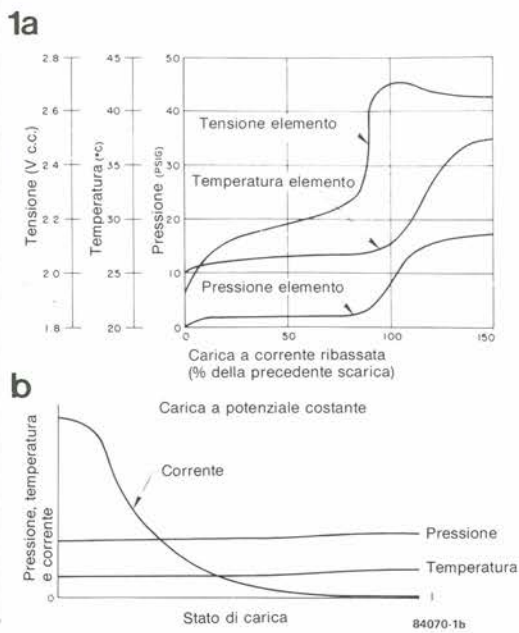 1a
Tensione (V c.c.)
2.8
2.6
2.4
2.2
2.0
1.8
Temperatura (°C)
45
40
35
30
25
20
Pressione (PSIG)
50
40
30
20
10
0
Tensione elemento
Temperatura elemento
Pressione elemento
0 50 100 150
Carica a corrente ribassata
(% della precedente scarica)
b
Carica a potenziale costante
Pressione, temperatura
e corrente
Corrente
Pressione
Temperatura
0
I
Stato di carica
84070-1b